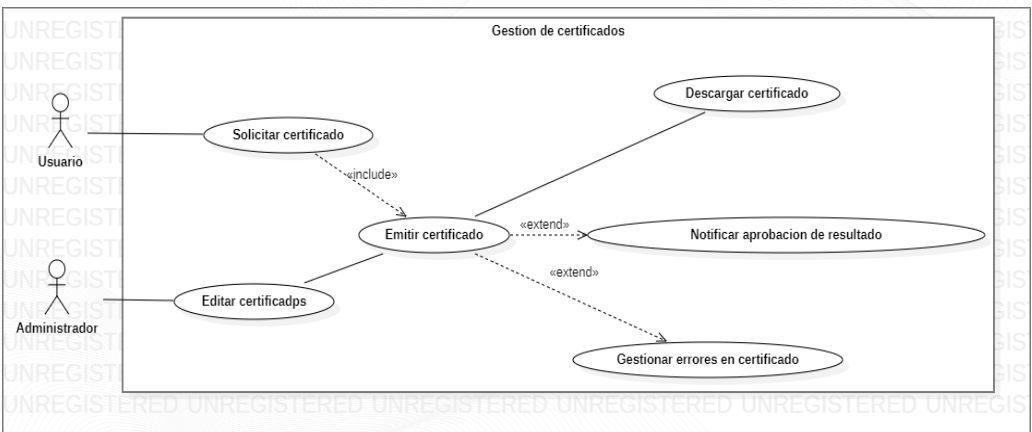 Gestion de certificados
Descargar certificado
Solicitar certificado
Usuario
«include»
Emitir certificado
«extend»
Notificar aprobacion de resultado
«extend»
Editar certificadps
Administrador
Gestionar errores en certificado
UNREGISTERED UNREGISTERED UNREGISTERED UNREGISTERED UNREGISTERED UNREGIS